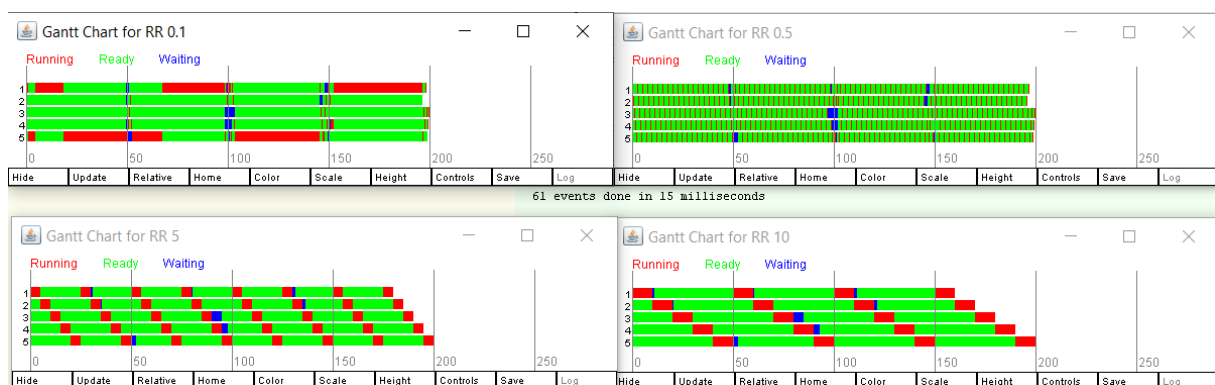 Gantt Chart for RR 0.1
Running Ready Waiting
1
2
3
4
5
0 50 100 150 200 250
Hide Update Relative Home Color Scale Height Controls Save Log
Gantt Chart for RR 0.5
Running Ready Waiting
1
2
3
4
5
0 50 100 150 200 250
Hide Update Relative Home Color Scale Height Controls Save Log
61 events done in 15 milliseconds
Gantt Chart for RR 5
Running Ready Waiting
1
2
3
4
5
0 50 100 150 200 250
Hide Update Relative Home Color Scale Height Controls Save Log
Gantt Chart for RR 10
Running Ready Waiting
1
2
3
4
5
0 50 100 150 200 250
Hide Update Relative Home Color Scale Height Controls Save Log